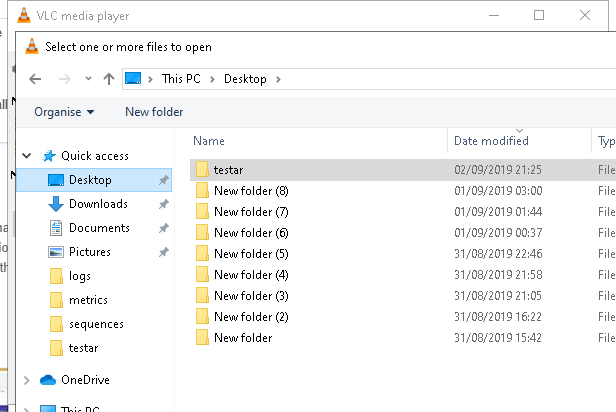 VLC media player
Select one or more files to open
This PC > Desktop >
Organise New folder
Name Date modified Typ
Quick access
Desktop
Downloads
Documents
Pictures
logs
metrics
sequences
testar
OneDrive
This PC
testar 02/09/2019 21:25 File
New folder (8) 01/09/2019 03:00 File
New folder (7) 01/09/2019 01:44 File
New folder (6) 01/09/2019 00:37 File
New folder (5) 31/08/2019 22:46 File
New folder (4) 31/08/2019 21:58 File
New folder (3) 31/08/2019 21:05 File
New folder (2) 31/08/2019 16:22 File
New folder 31/08/2019 15:42 File